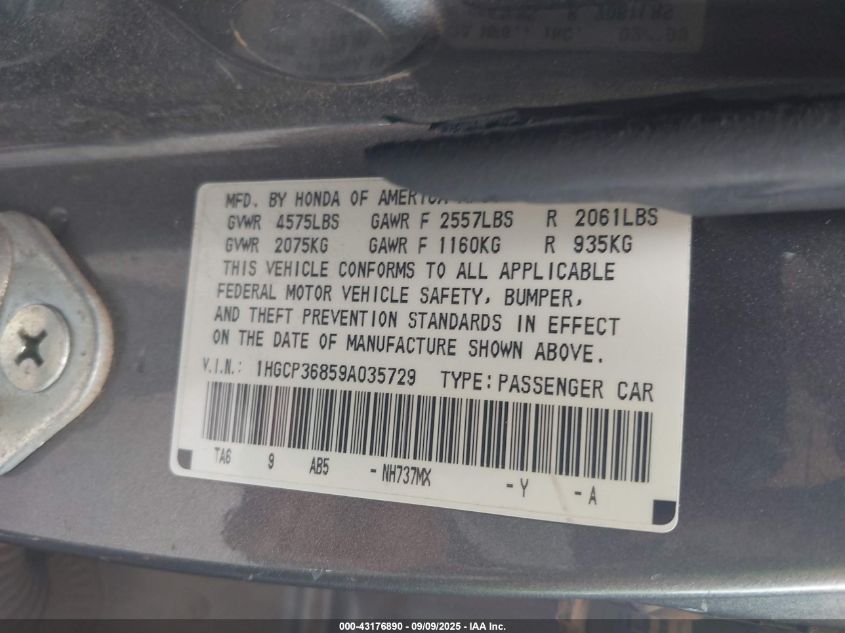 MFD. BY HONDA OF AMERICA
GVWR 4575LBS GAWR F 2557LBS R 2061LBS
GVWR 2075KG GAWR F 1160KG R 935KG
THIS VEHICLE CONFORMS TO ALL APPLICABLE
FEDERAL MOTOR VEHICLE SAFETY, BUMPER,
AND THEFT PREVENTION STANDARDS IN EFFECT
ON THE DATE OF MANUFACTURE SHOWN ABOVE.
V.I.N.: 1HGCP36859A035729 TYPE: PASSENGER CAR
TA6 9 AB5 - NH737MX - Y - A
000-43176890 - 09/09/2025 - IAA Inc.